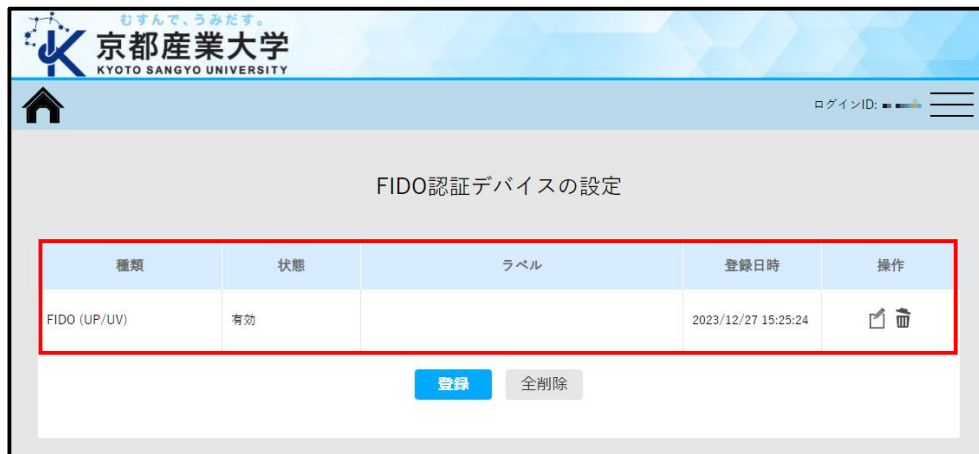 むすんで、うみだす。
京都産業大学
KYOTO SANGYO UNIVERSITY
ログインID:
FIDO認証デバイスの設定
種類 状態 ラベル 登録日時 操作
FIDO (UP/UV) 有効 2023/12/27 15:25:24
登録 全削除